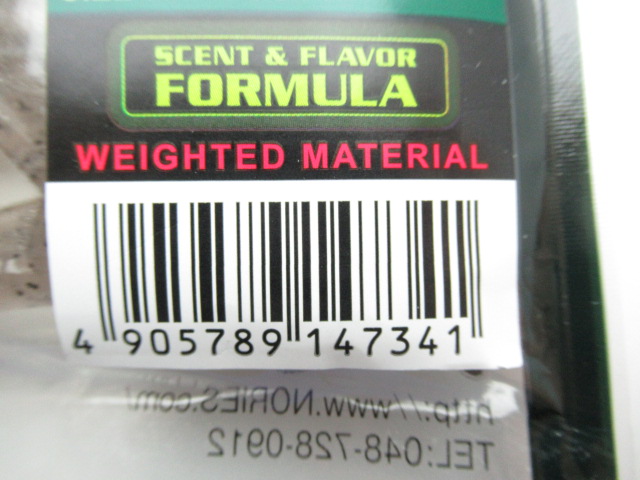 SCENT & FLAVOR
FORMULA
WEIGHTED MATERIAL
4 905789 147341
http://www.NORIES.com/
TEL:048-728-0912